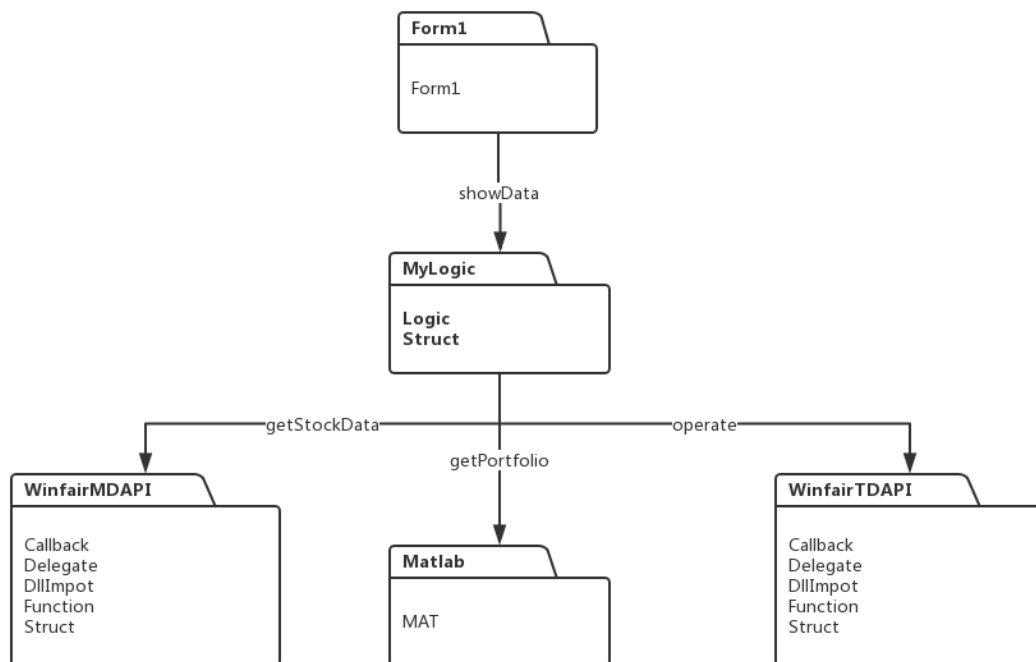 Form1
Form1
showData
MyLogic
Logic
Struct
getStockData
operate
getPortfolio
WinfairMDAPI
Callback
Delegate
DllImpot
Function
Struct
Matlab
MAT
WinfairTDAPI
Callback
Delegate
DllImpot
Function
Struct